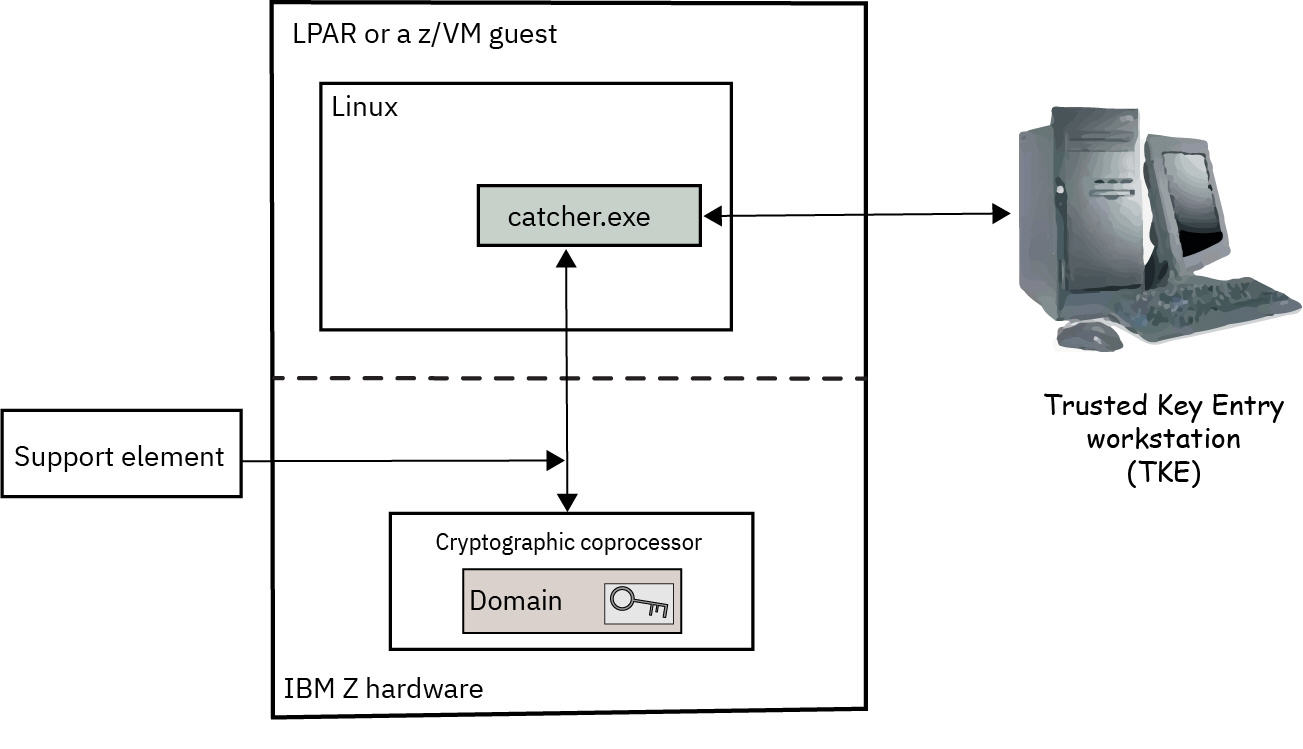 LPAR or a z/VM guest
Linux
catcher.exe
Trusted Key Entry
workstation
(TKE)
Support element
Cryptographic coprocessor
Domain
IBM Z hardware